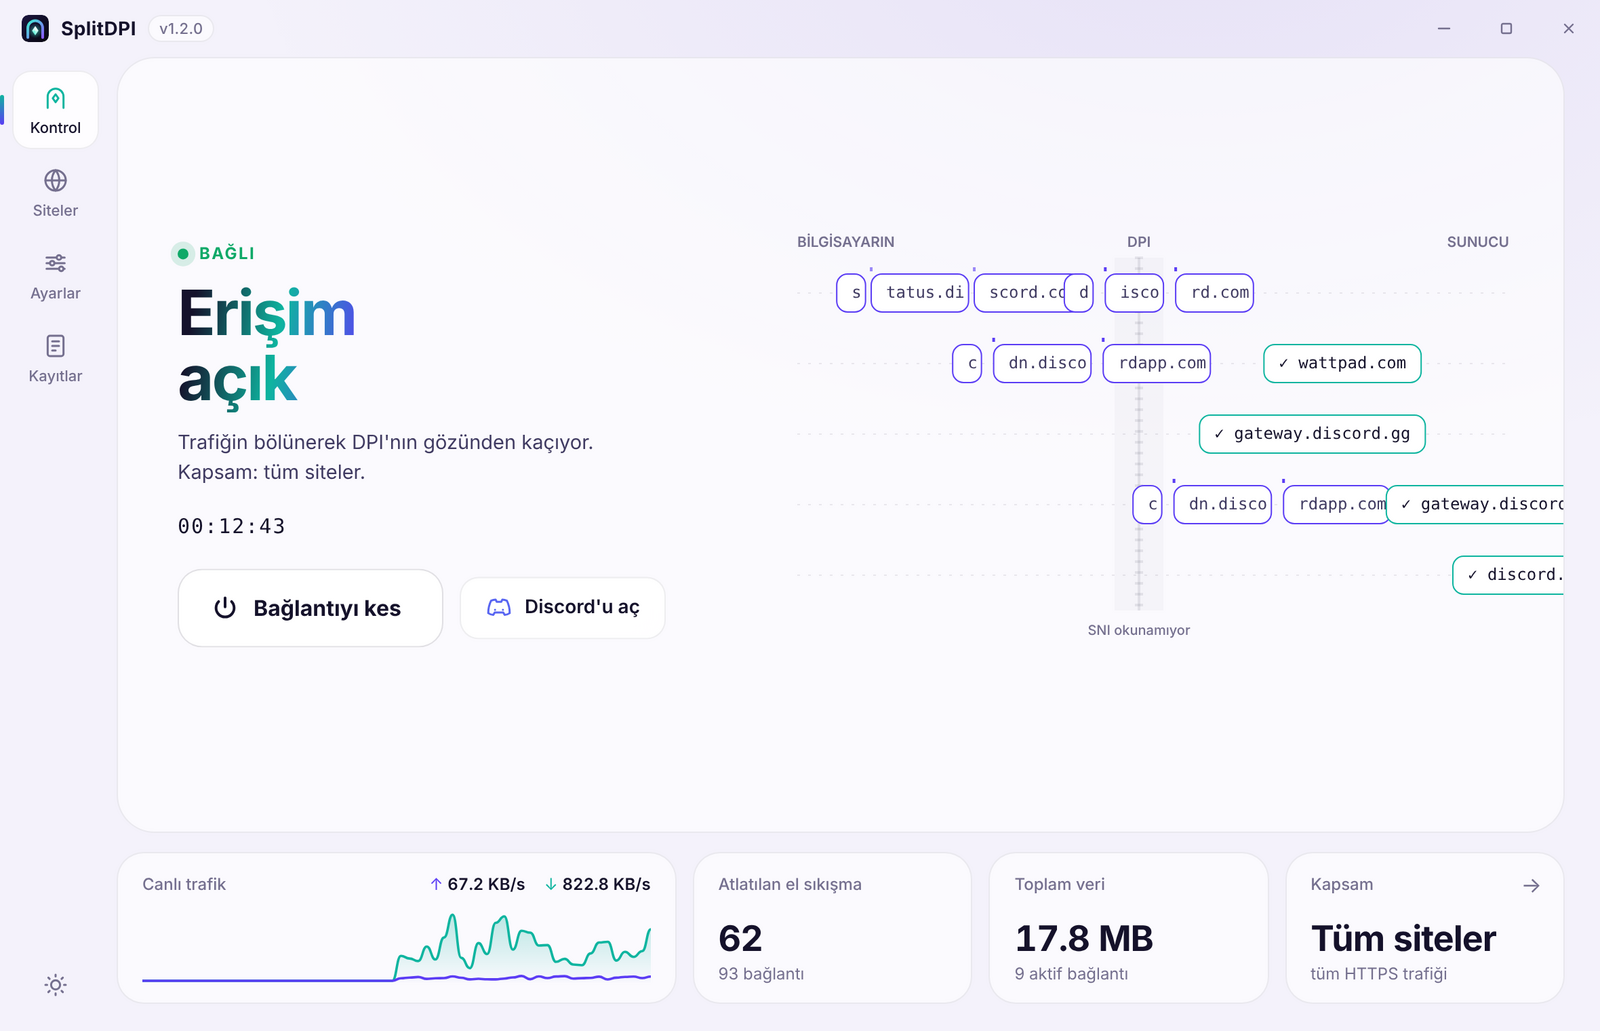 SplitDPI v1.2.0
Kontrol
Siteler
Ayarlar
Kayıtlar
BAĞLI
Erişim
açık
Trafiğin bölünerek DPI'nın gözünden kaçıyor.
Kapsam: tüm siteler.
00:12:43
Bağlantıyı kes
Discord'u aç
BİLGİSAYARIN DPI SUNUCU
s tatus.di scord.co d isco rd.com
c dn.disco rdapp.com ✓ wattpad.com
✓ gateway.discord.gg
c dn.disco rdapp.com ✓ gateway.discord
✓ discord.
SNI okunamıyor
Canlı trafik ↑ 67.2 KB/s ↓ 822.8 KB/s
Atlatılan el sıkışma
62
93 bağlantı
Toplam veri
17.8 MB
9 aktif bağlantı
Kapsam →
Tüm siteler
tüm HTTPS trafiği